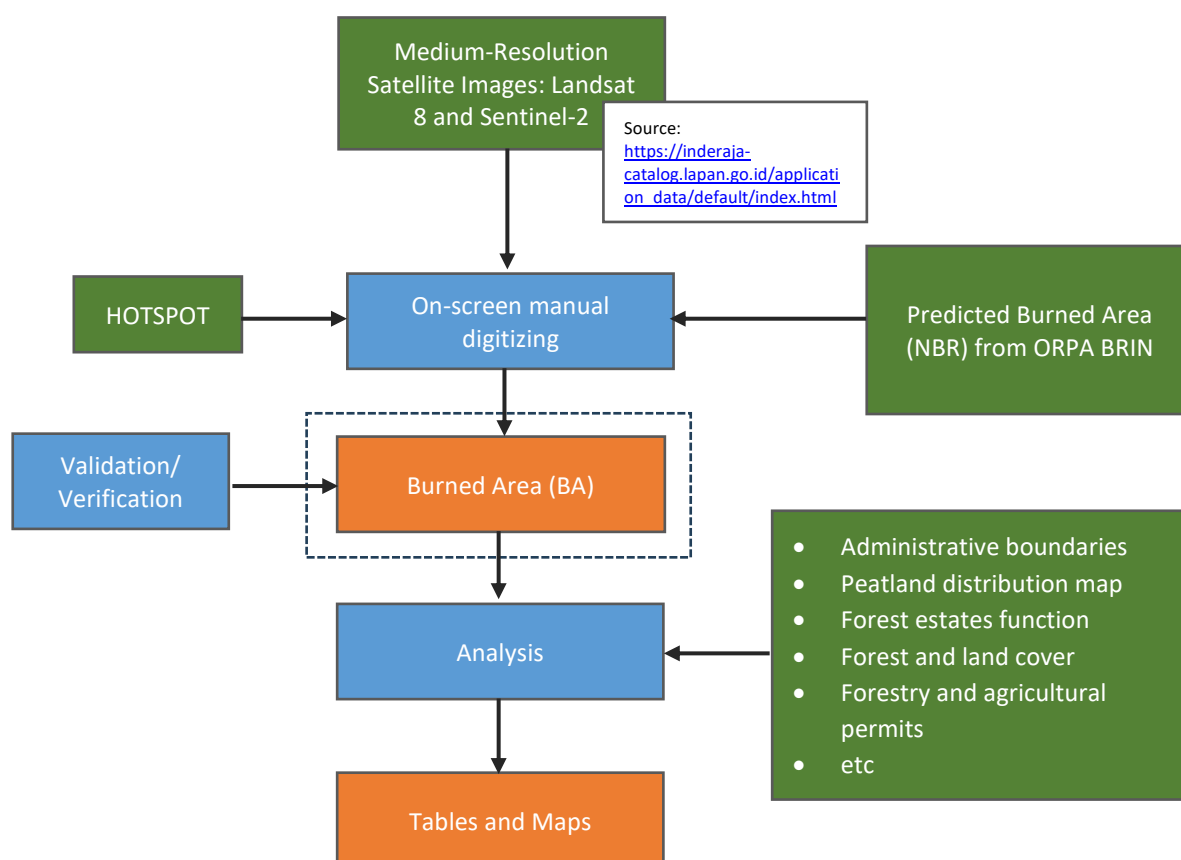 Medium-Resolution
Satellite Images: Landsat
8 and Sentinel-2
Source:
https://inderaja-
catalog.lapan.go.id/applicati
on_data/default/index.html
HOTSPOT
On-screen manual
digitizing
Predicted Burned Area
(NBR) from ORPA BRIN
Validation/
Verification
Burned Area (BA)
• Administrative boundaries
• Peatland distribution map
• Forest estates function
• Forest and land cover
• Forestry and agricultural
permits
• etc
Analysis
Tables and Maps